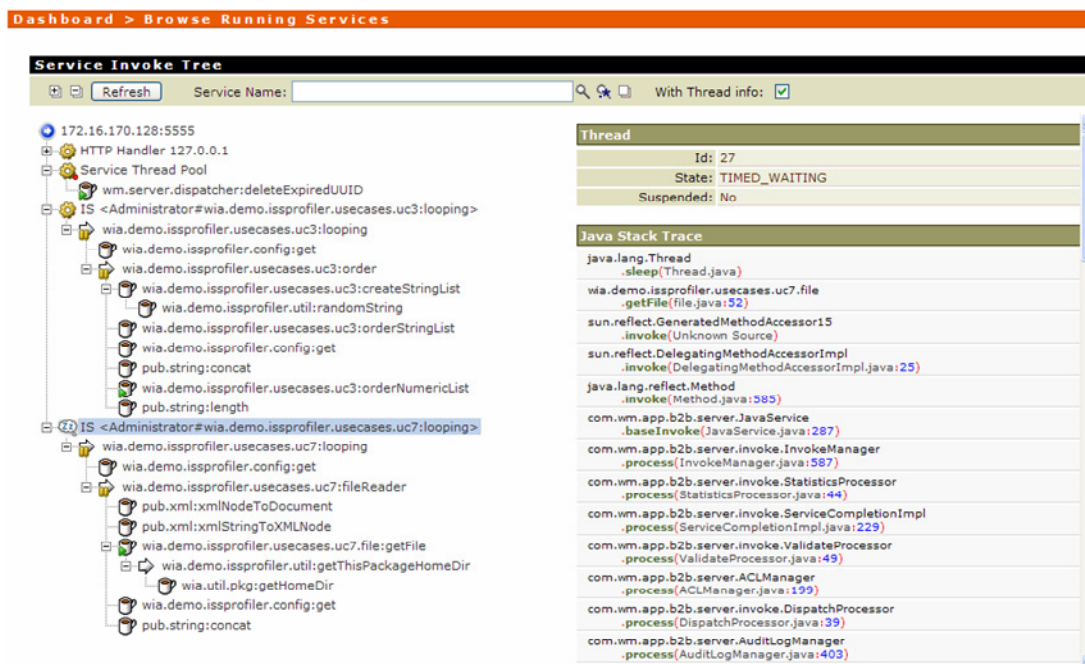 Dashboard > Browse Running Services
Service Invoke Tree
Refresh Service Name: With Thread info:
172.16.170.128:5555
HTTP Handler 127.0.0.1
Service Thread Pool
wm.server.dispatcher:deleteExpiredUUID
IS <Administrator#wia.demo.issprofiler.usecases.uc3:looping>
wia.demo.issprofiler.usecases.uc3:looping
wia.demo.issprofiler.config:get
wia.demo.issprofiler.usecases.uc3:order
wia.demo.issprofiler.usecases.uc3:createStringList
wia.demo.issprofiler.util:randomString
wia.demo.issprofiler.usecases.uc3:orderStringList
wia.demo.issprofiler.config:get
pub.string:concat
wia.demo.issprofiler.usecases.uc3:orderNumericList
pub.string:length
IS <Administrator#wia.demo.issprofiler.usecases.uc7:looping>
wia.demo.issprofiler.usecases.uc7:looping
wia.demo.issprofiler.config:get
wia.demo.issprofiler.usecases.uc7:fileReader
pub.xml:xmlNodeToDocument
pub.xml:xmlStringToXMLNode
wia.demo.issprofiler.usecases.uc7.file:getFile
wia.demo.issprofiler.util:getThisPackageHomeDir
wia.util.pkg:getHomeDir
wia.demo.issprofiler.config:get
pub.string:concat
Thread
Id: 27
State: TIMED_WAITING
Suspended: No
Java Stack Trace
java.lang.Thread
.sleep(Thread.java)
wia.demo.issprofiler.usecases.uc7.file
.getFile(file.java:52)
sun.reflect.GeneratedMethodAccessor15
.invoke(Unknown Source)
sun.reflect.DelegatingMethodAccessorImpl
.invoke(DelegatingMethodAccessorImpl.java:25)
java.lang.reflect.Method
.invoke(Method.java:585)
com.wm.app.b2b.server.JavaService
.baseInvoke(JavaService.java:287)
com.wm.app.b2b.server.invoke.InvokeManager
.process(InvokeManager.java:587)
com.wm.app.b2b.server.invoke.StatisticsProcessor
.process(StatisticsProcessor.java:44)
com.wm.app.b2b.server.invoke.ServiceCompletionImpl
.process(ServiceCompletionImpl.java:229)
com.wm.app.b2b.server.invoke.ValidateProcessor
.process(ValidateProcessor.java:49)
com.wm.app.b2b.server.ACLManager
.process(ACLManager.java:199)
com.wm.app.b2b.server.invoke.DispatchProcessor
.process(DispatchProcessor.java:39)
com.wm.app.b2b.server.AuditLogManager
.process(AuditLogManager.java:403)